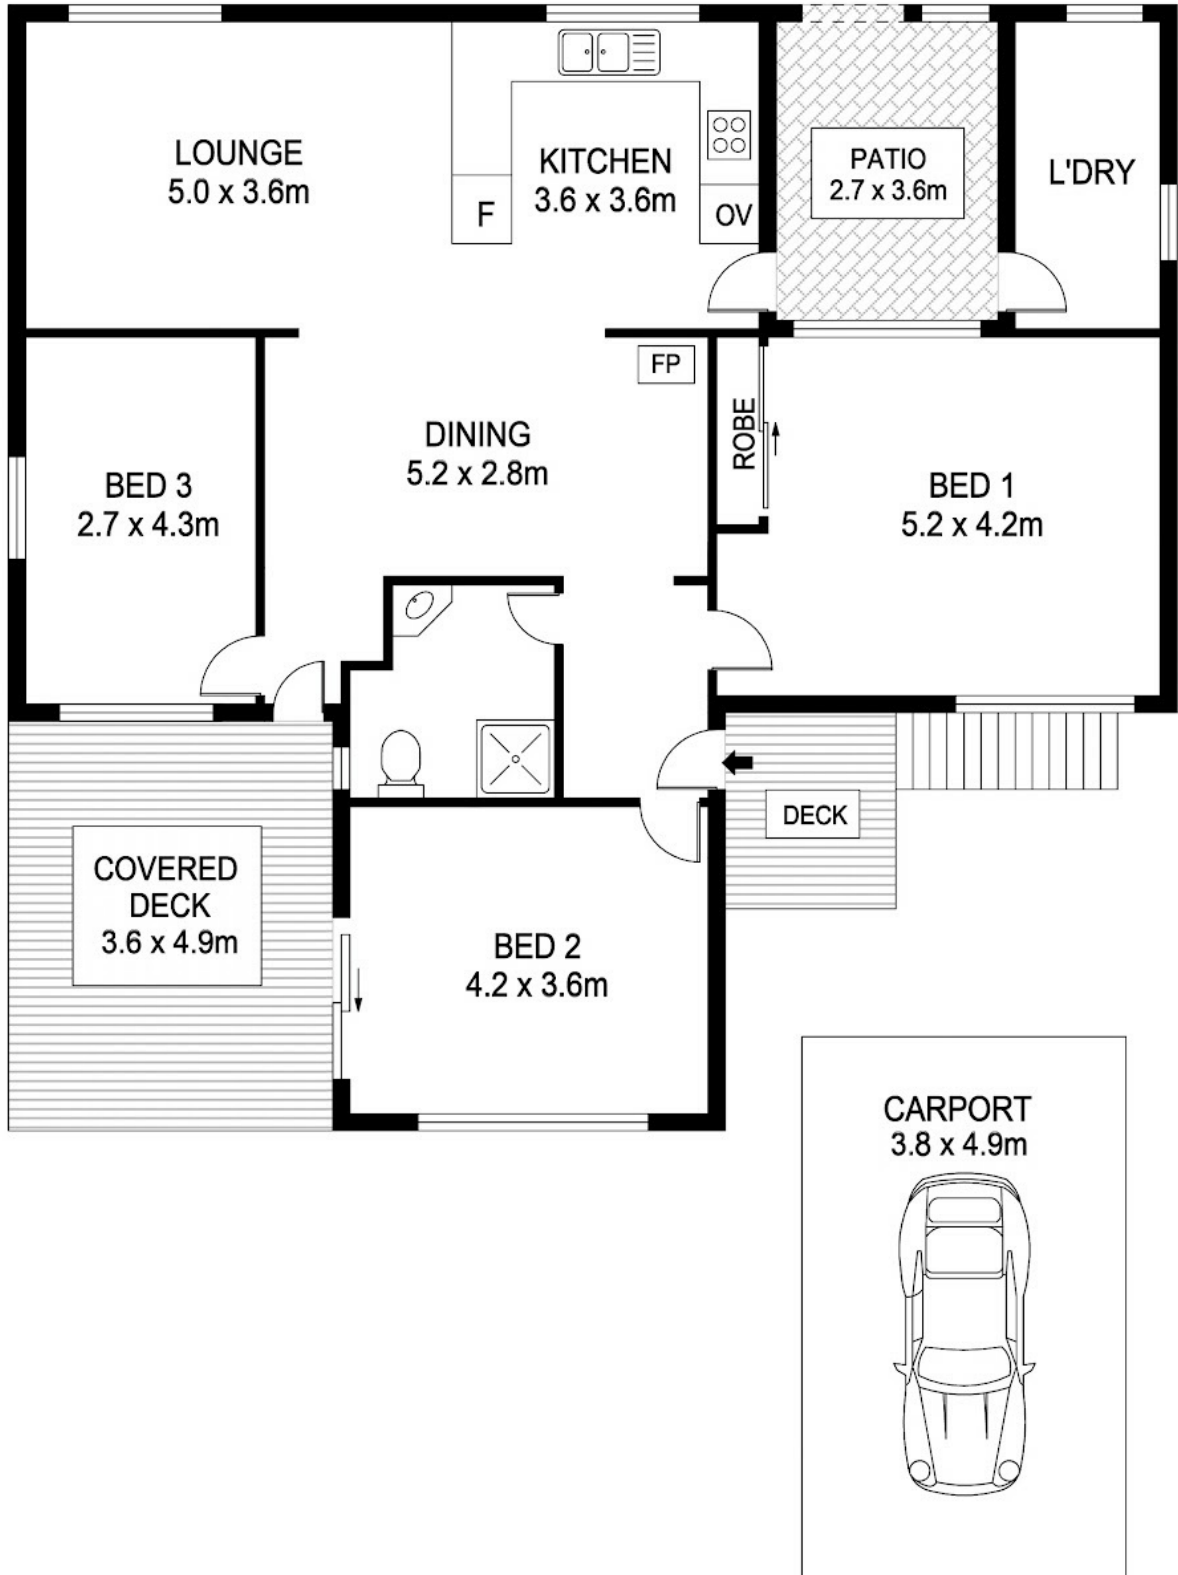 LOUNGE
5.0 x 3.6m
F
KITCHEN
3.6 x 3.6m
OV
PATIO
2.7 x 3.6m
L'DRY
FP
ROBE
DINING
5.2 x 2.8m
BED 3
2.7 x 4.3m
BED 1
5.2 x 4.2m
DECK
COVERED
DECK
3.6 x 4.9m
BED 2
4.2 x 3.6m
CARPORT
3.8 x 4.9m